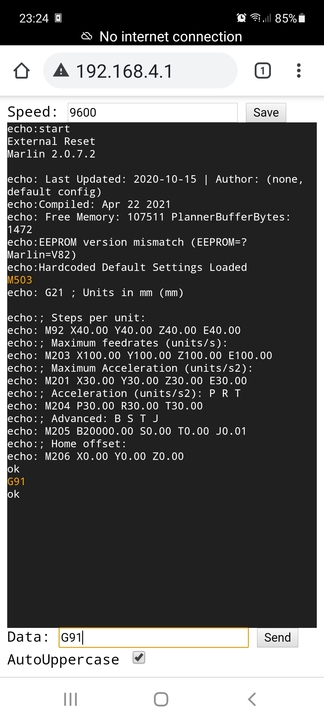 23:24 85%
No internet connection
192.168.4.1 1
Speed: 9600 Save
echo:start
External Reset
Marlin 2.0.7.2
echo: Last Updated: 2020-10-15 | Author: (none,
default config)
echo:Compiled: Apr 22 2021
echo: Free Memory: 107511 PlannerBufferBytes:
1472
echo:EEPROM version mismatch (EEPROM=?
Marlin=V82)
echo:Hardcoded Default Settings Loaded
M503
echo: G21 ; Units in mm (mm)
echo:; Steps per unit:
echo: M92 X40.00 Y40.00 Z40.00 E40.00
echo:; Maximum feedrates (units/s):
echo: M203 X100.00 Y100.00 Z100.00 E100.00
echo:; Maximum Acceleration (units/s2):
echo: M201 X30.00 Y30.00 Z30.00 E30.00
echo:; Acceleration (units/s2): P R T
echo: M204 P30.00 R30.00 T30.00
echo:; Advanced: B S T J
echo: M205 B20000.00 S0.00 T0.00 J0.01
echo:; Home offset:
echo: M206 X0.00 Y0.00 Z0.00
ok
G91
ok
Data: G91 Send
AutoUppercase